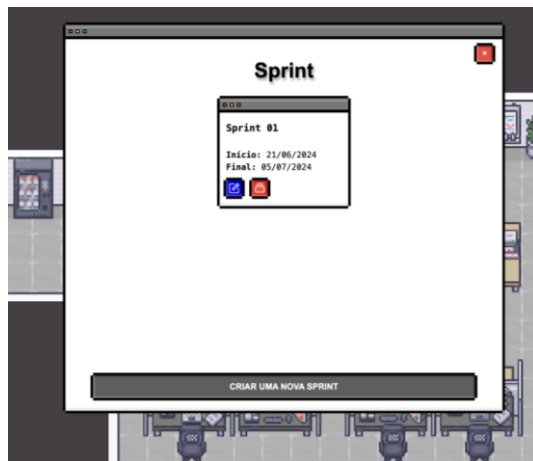 Sprint
Sprint 01
Início: 21/06/2024
Final: 05/07/2024
CRIAR UMA NOVA SPRINT